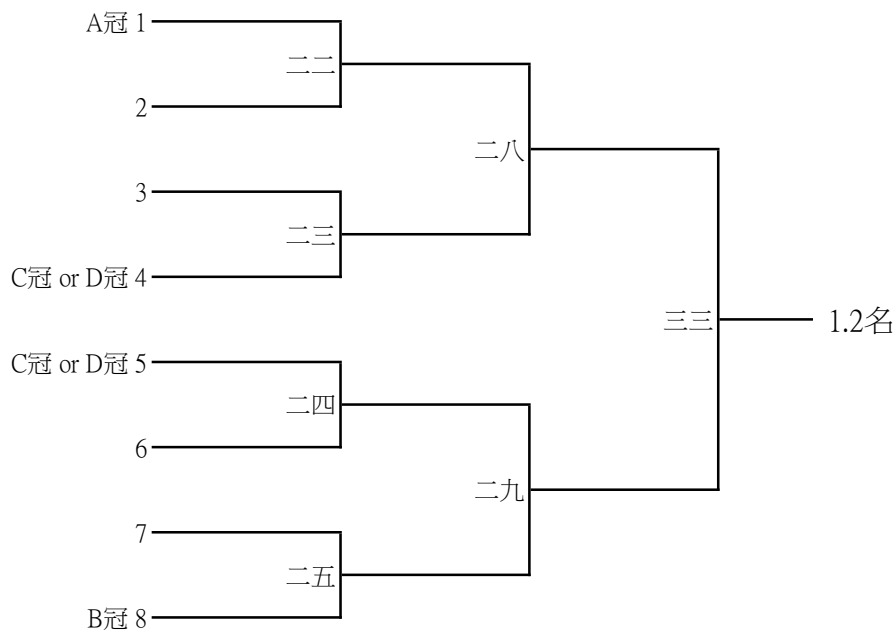 A冠 1
二二
2
二八
3
二三
C冠 or D冠 4
三三
1.2名
C冠 or D冠 5
二四
6
二九
7
二五
B冠 8